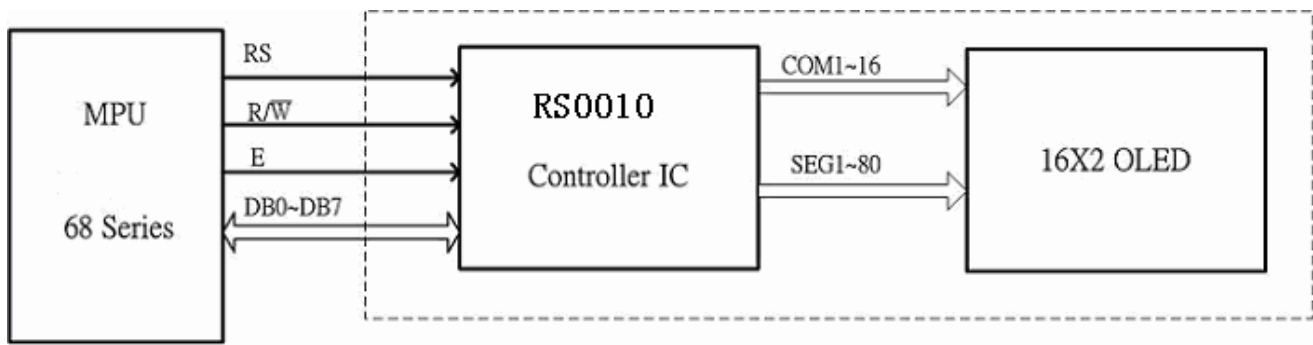 MPU
68 Series
RS
R/W̅
E
DB0~DB7
RS0010
Controller IC
COM1~16
SEG1~80
16X2 OLED